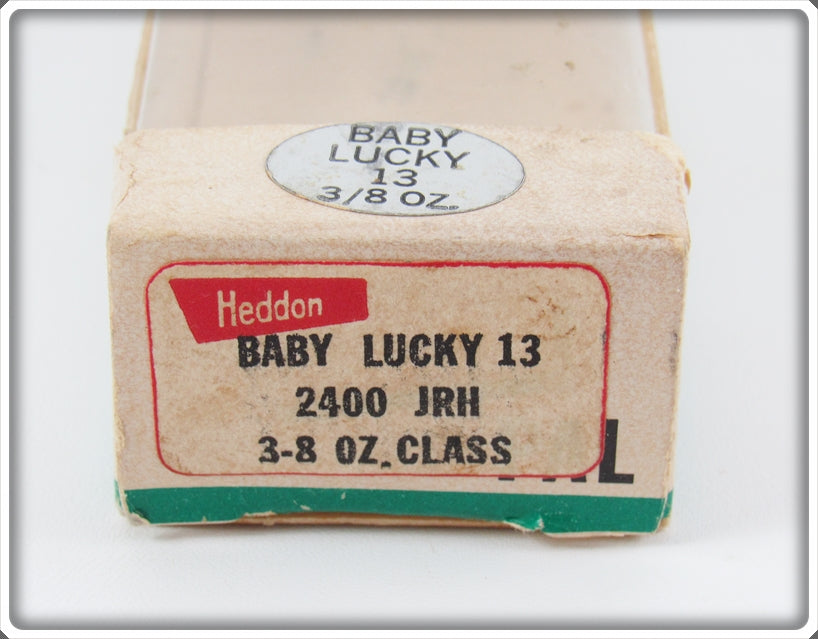 BABY
LUCKY
13
3/8 OZ.
Heddon
BABY LUCKY 13
2400 JRH
3-8 OZ. CLASS